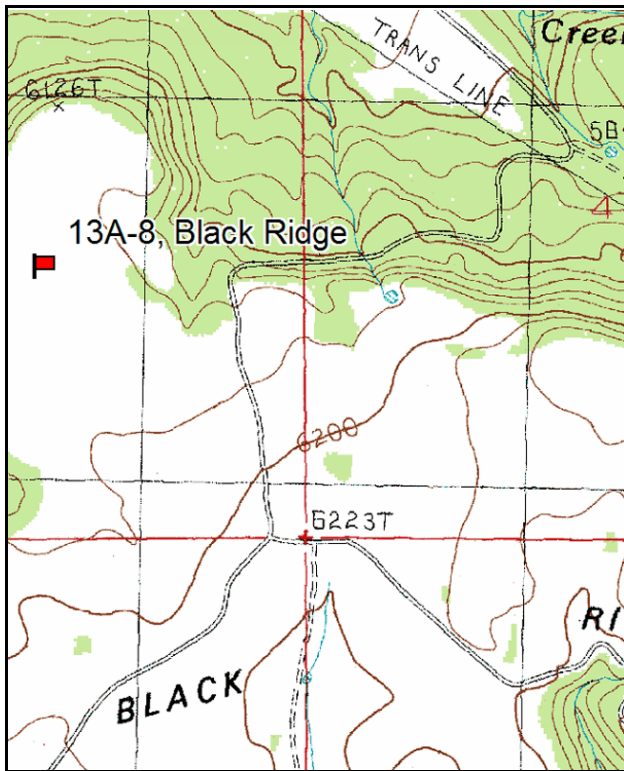 Creek
TRANS LINE
6126T
58
4
13A-8, Black Ridge
6200
6223T
RI
BLACK